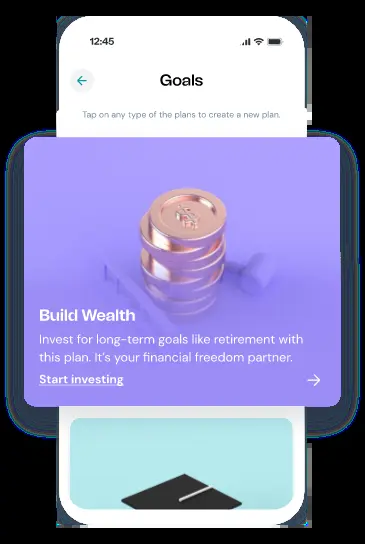 12:45
Goals
Tap on any type of the plans to create a new plan.
Build Wealth
Invest for long-term goals like retirement with
this plan. It's your financial freedom partner.
Start investing